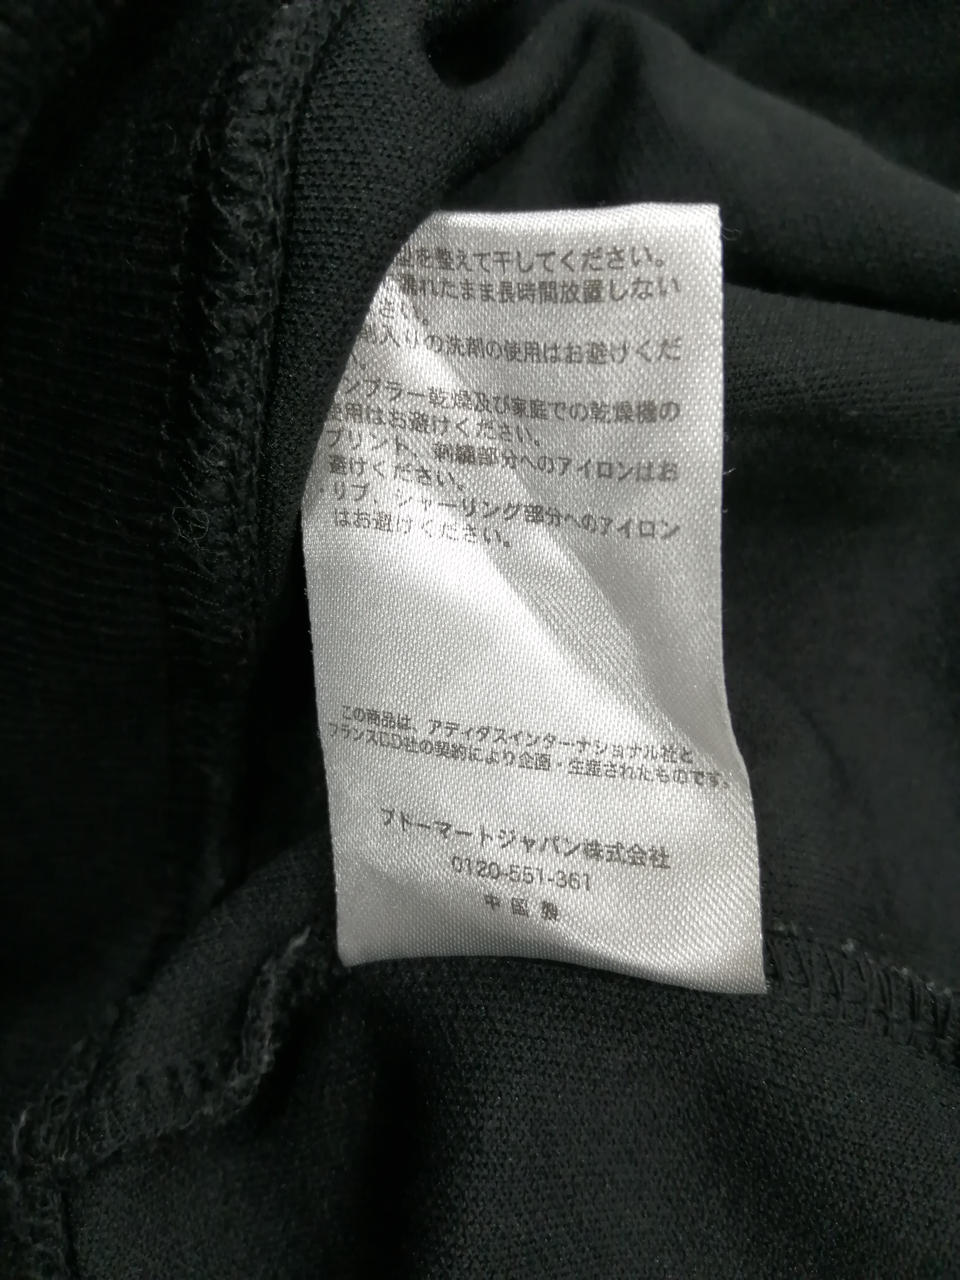 を整えて干してください。
濡れたまま長時間放置しない
さい。
入りの洗剤の使用はお避けくだ
い。
ンブラー乾燥及び家庭での乾燥機の
使用はお避けください。
プリント、刺繍部分へのアイロンはお
避けください。
・リブ、シャーリング部分へのアイロン
はお避けください。
この商品は、アディダスインターナショナル社と
フランスCD社の契約により企画・生産されたものです。
ブトーマートジャパン株式会社
0120-551-361
中国製